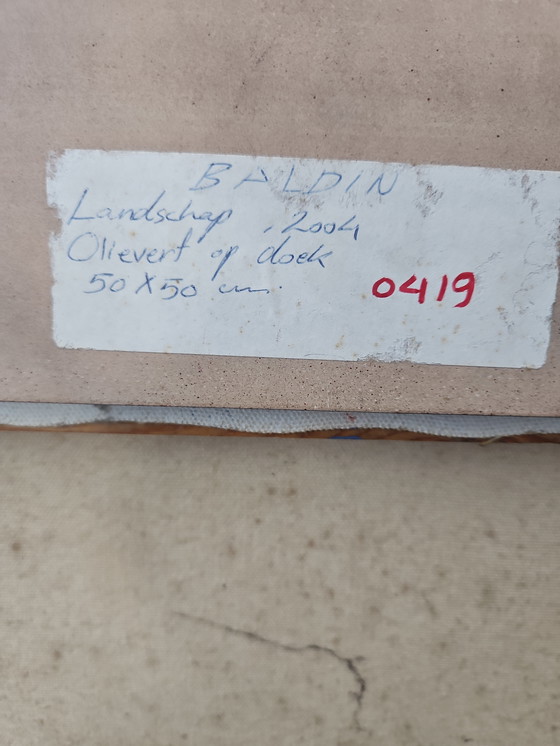 BALDIN
Landschap, 2004
Olieverf op doek
50 X 50 cm.
0419